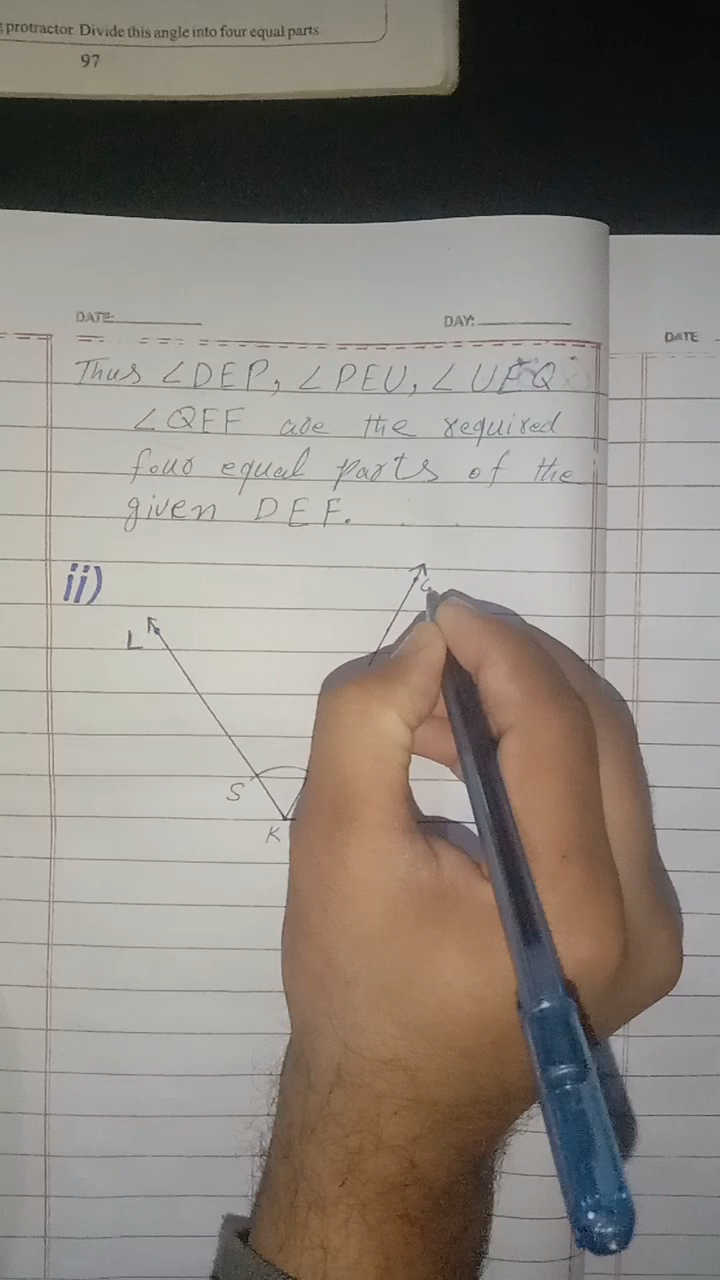 protractor. Divide this angle into four equal parts
97
DATE:
DAY:
DATE
Thus ∠DEP, ∠PEU, ∠UEQ
∠QEF are the required
four equal parts of the
given DEF.
ii)
L
S
K